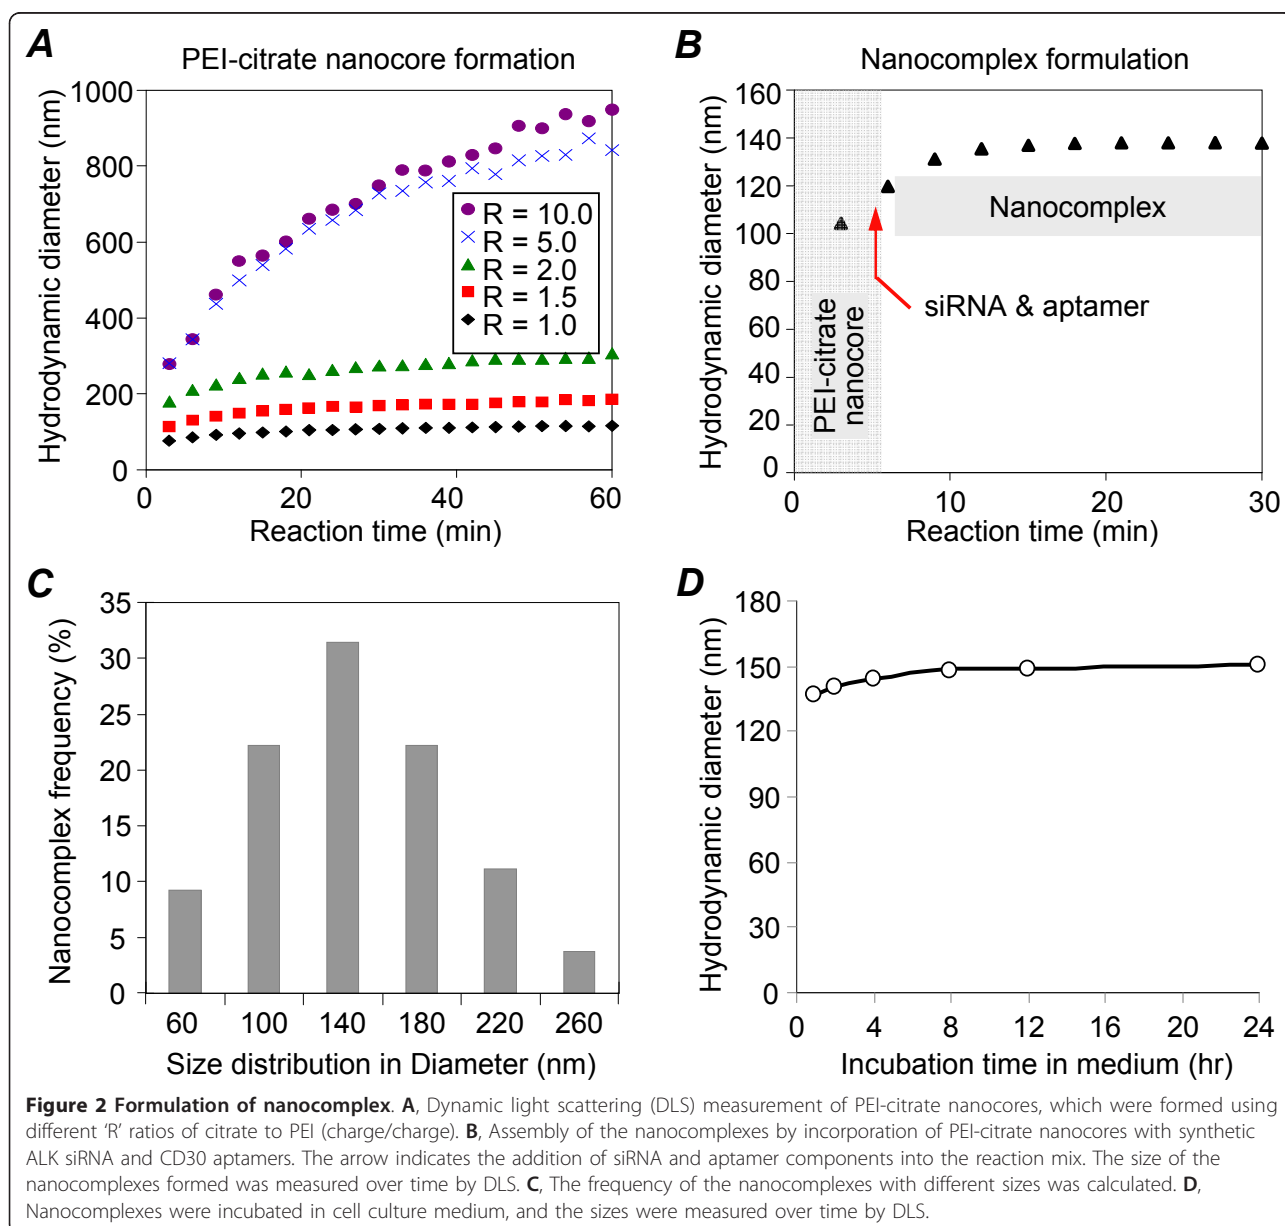 A
PEI-citrate nanocore formation
Hydrodynamic diameter (nm)
1000
800
600
400
200
0
R = 10.0
R = 5.0
R = 2.0
R = 1.5
R = 1.0
0
20
40
60
Reaction time (min)
B
Nanocomplex formulation
Hydrodynamic diameter (nm)
160
140
120
100
80
60
40
20
0
Nanocomplex
siRNA & aptamer
PEI-citrate
nanocore
0
10
20
30
Reaction time (min)
C
Nanocomplex frequency (%)
35
30
25
20
15
10
5
0
60
100
140
180
220
260
Size distribution in Diameter (nm)
D
Hydrodynamic diameter (nm)
180
150
120
90
60
30
0
0
4
8
12
16
20
24
Incubation time in medium (hr)
Figure 2 Formulation of nanocomplex. A, Dynamic light scattering (DLS) measurement of PEI-citrate nanocores, which were formed using
different ‘R’ ratios of citrate to PEI (charge/charge). B, Assembly of the nanocomplexes by incorporation of PEI-citrate nanocores with synthetic
ALK siRNA and CD30 aptamers. The arrow indicates the addition of siRNA and aptamer components into the reaction mix. The size of the
nanocomplexes formed was measured over time by DLS. C, The frequency of the nanocomplexes with different sizes was calculated. D,
Nanocomplexes were incubated in cell culture medium, and the sizes were measured over time by DLS.